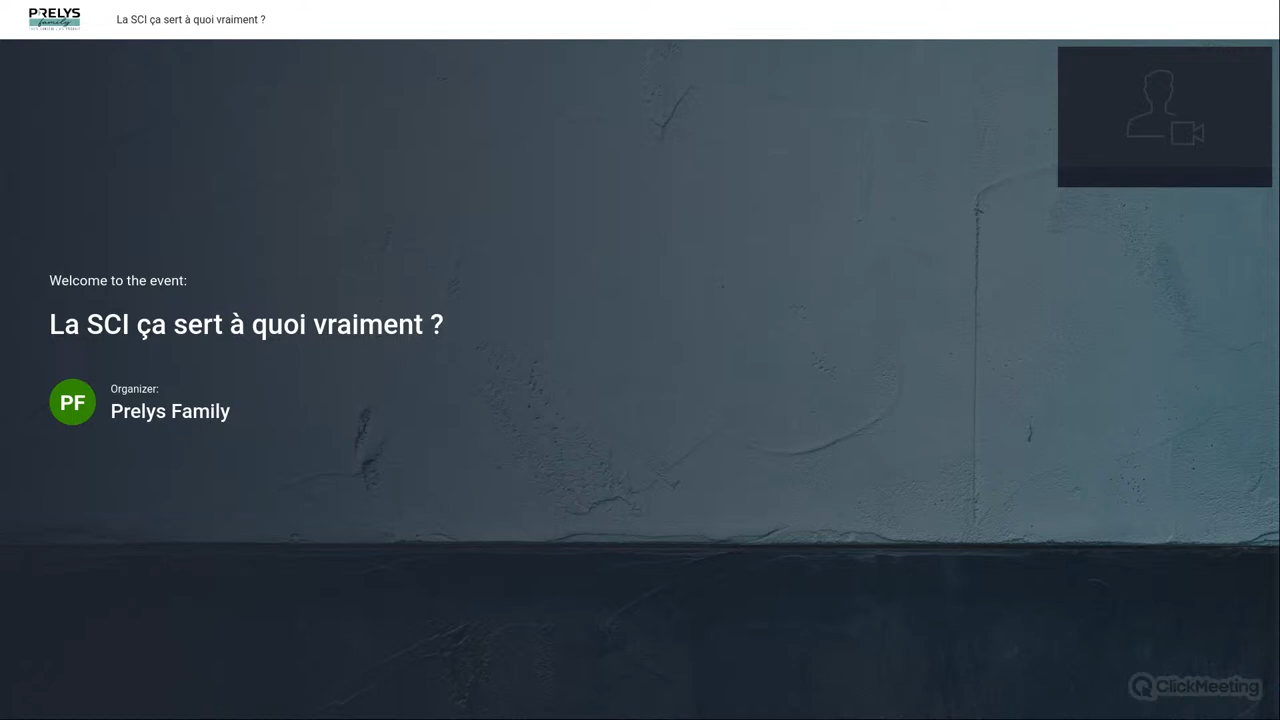 PRELYS
family
La SCI ça sert à quoi vraiment ?
Welcome to the event:
La SCI ça sert à quoi vraiment ?
PF
Organizer:
Prelys Family
ClickMeeting